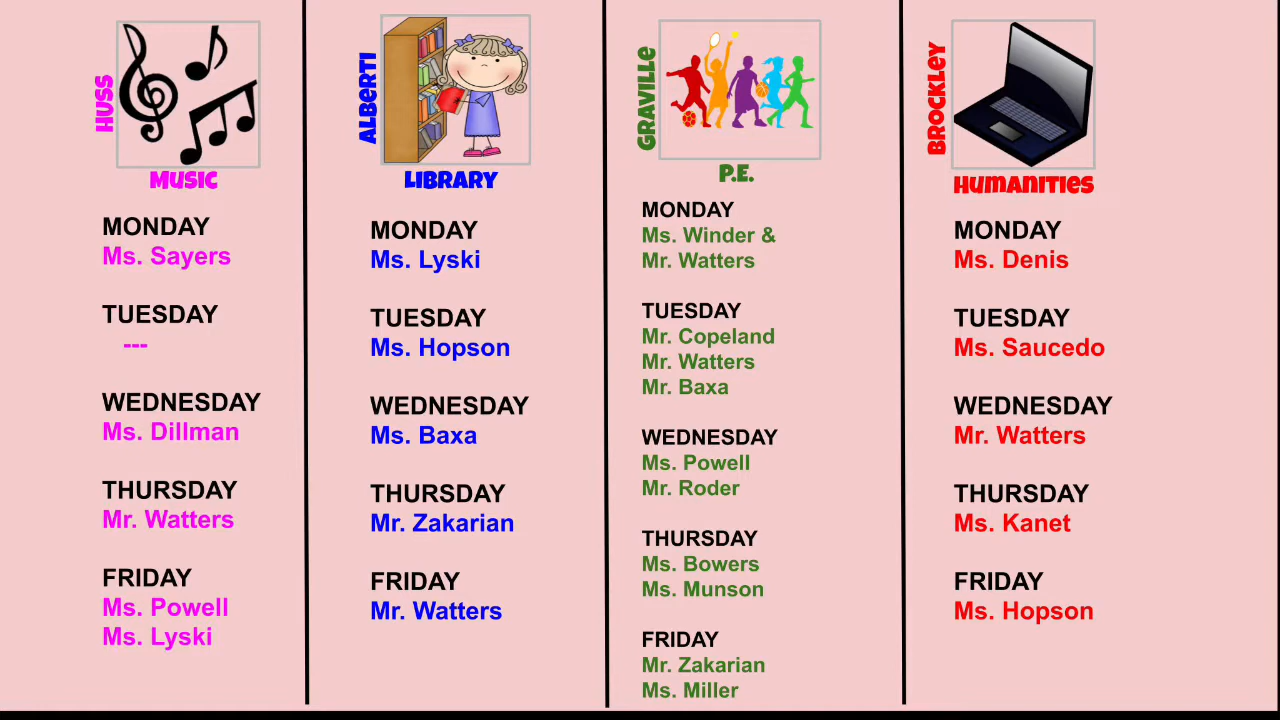 HUSS
MUSIC
MONDAY
Ms. Sayers
TUESDAY
---
WEDNESDAY
Ms. Dillman
THURSDAY
Mr. Watters
FRIDAY
Ms. Powell
Ms. Lyski
ALBERTI
LIBRARY
MONDAY
Ms. Lyski
TUESDAY
Ms. Hopson
WEDNESDAY
Ms. Baxa
THURSDAY
Mr. Zakarian
FRIDAY
Mr. Watters
GRAVILLE
P.E.
MONDAY
Ms. Winder &
Mr. Watters
TUESDAY
Mr. Copeland
Mr. Watters
Mr. Baxa
WEDNESDAY
Ms. Powell
Mr. Roder
THURSDAY
Ms. Bowers
Ms. Munson
FRIDAY
Mr. Zakarian
Ms. Miller
BROCKLEY
HUMANITIES
MONDAY
Ms. Denis
TUESDAY
Ms. Saucedo
WEDNESDAY
Mr. Watters
THURSDAY
Ms. Kanet
FRIDAY
Ms. Hopson